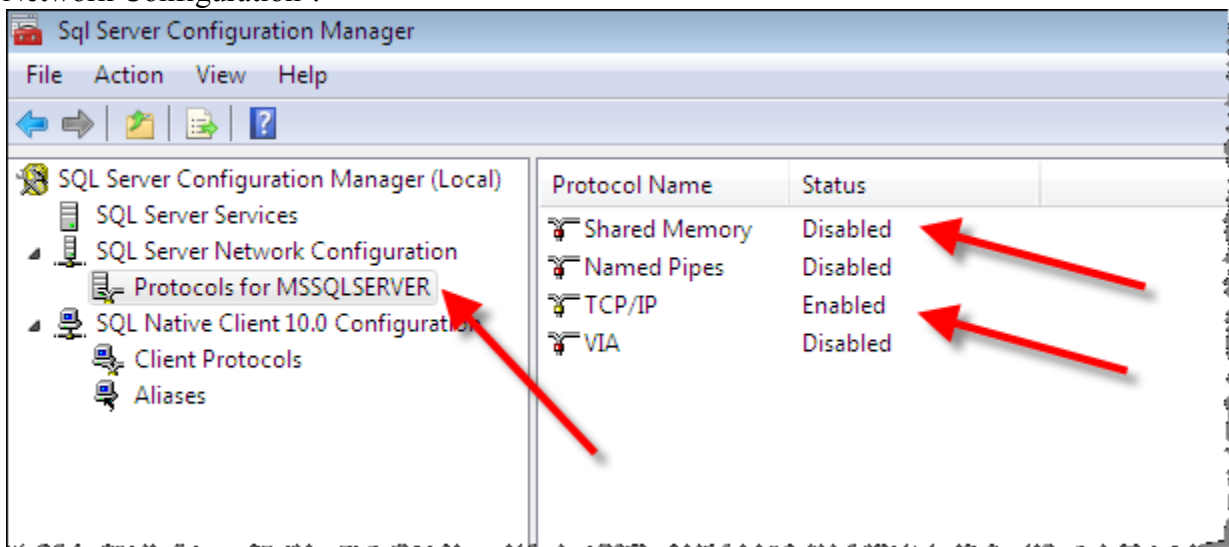 Network Configuration".
Sql Server Configuration Manager
File Action View Help
SQL Server Configuration Manager (Local)
SQL Server Services
SQL Server Network Configuration
Protocols for MSSQLSERVER
SQL Native Client 10.0 Configuration
Client Protocols
Aliases
Protocol Name Status
Shared Memory Disabled
Named Pipes Disabled
TCP/IP Enabled
VIA Disabled